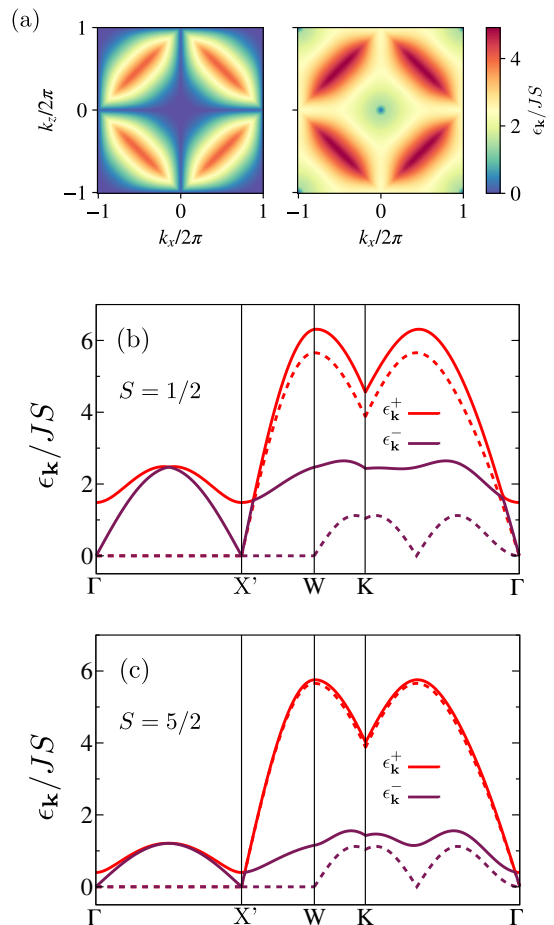 (a)
1
0
−1
k_z/2π
−1
0
1
k_x/2π
−1
0
1
k_x/2π
4
2
0
ϵ_𝐤/JS
(b)
S = 1/2
6
4
2
0
ϵ_𝐤/JS
ϵ_𝐤^+
ϵ_𝐤^−
Γ
X'
W
K
Γ
(c)
S = 5/2
6
4
2
0
ϵ_𝐤/JS
ϵ_𝐤^+
ϵ_𝐤^−
Γ
X'
W
K
Γ